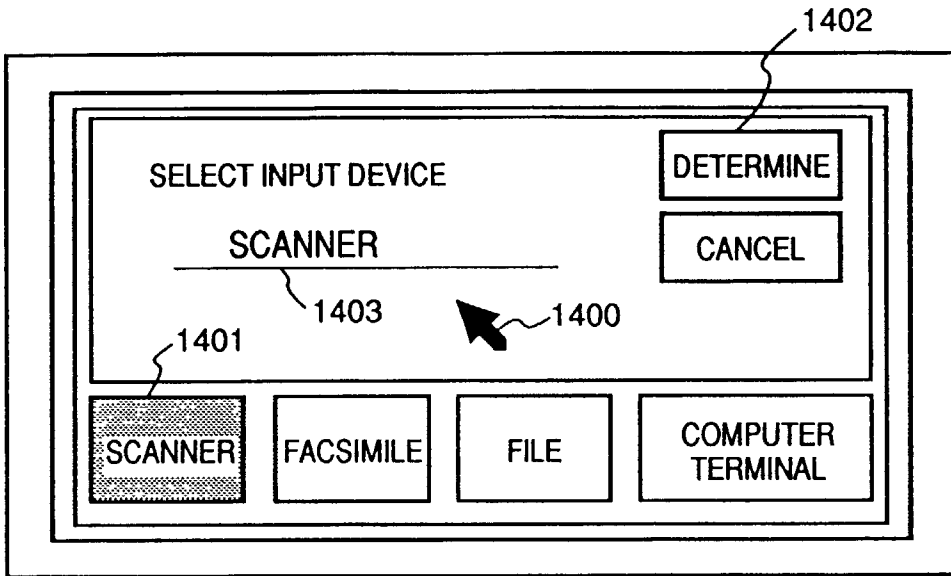 1402
SELECT INPUT DEVICE
DETERMINE
SCANNER
CANCEL
1403
1400
1401
SCANNER
FACSIMILE
FILE
COMPUTER
TERMINAL